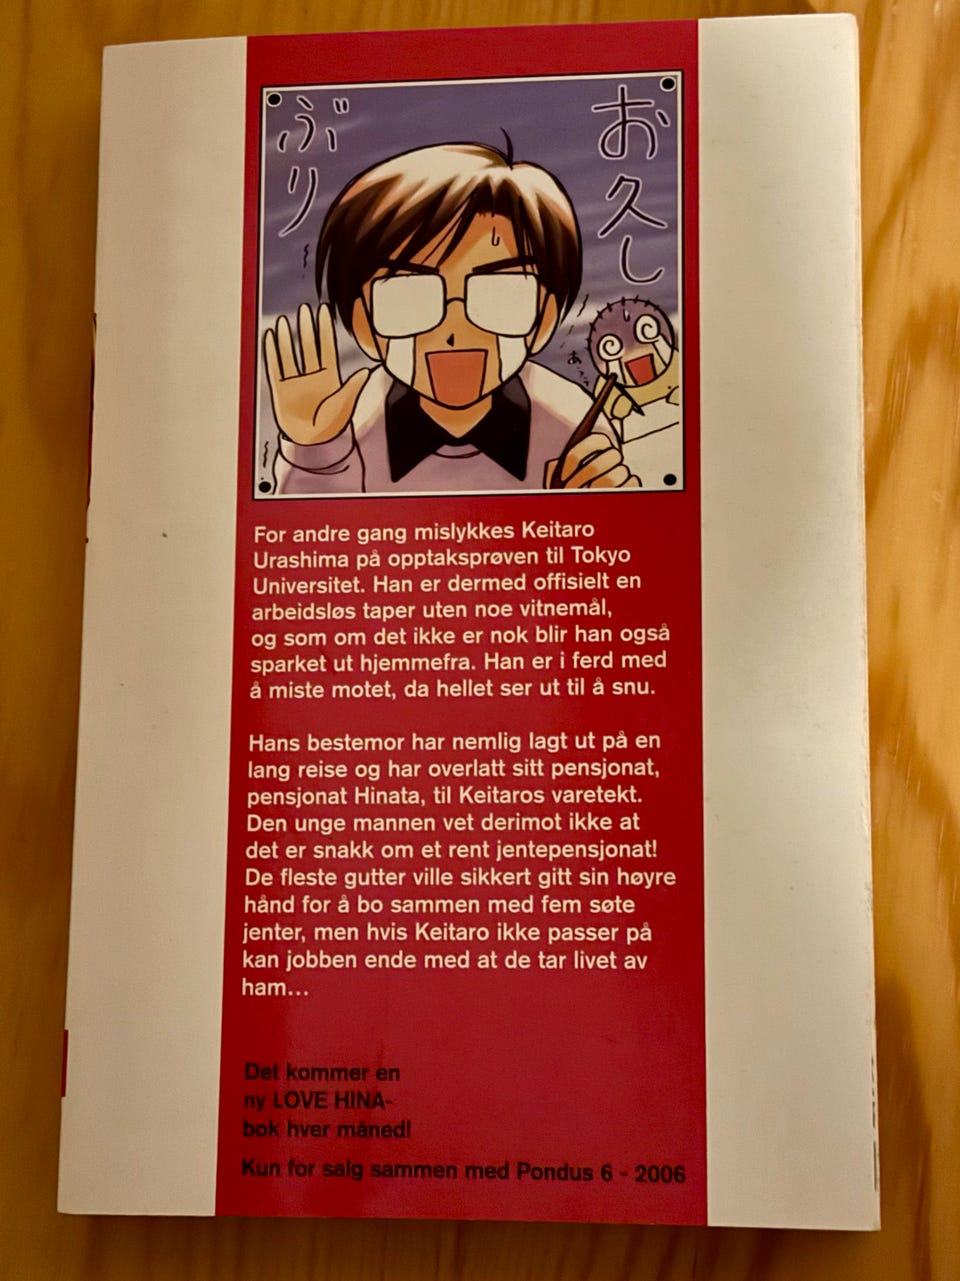 お久し
ぶり
あうう
For andre gang mislykkes Keitaro
Urashima på opptaksprøven til Tokyo
Universitet. Han er dermed offisielt en
arbeidsløs taper uten noe vitnemål,
og som om det ikke er nok blir han også
sparket ut hjemmefra. Han er i ferd med
å miste motet, da hellet ser ut til å snu.
Hans bestemor har nemlig lagt ut på en
lang reise og har overlatt sitt pensjonat,
pensjonat Hinata, til Keitaros varetekt.
Den unge mannen vet derimot ikke at
det er snakk om et rent jentepensjonat!
De fleste gutter ville sikkert gitt sin høyre
hånd for å bo sammen med fem søte
jenter, men hvis Keitaro ikke passer på
kan jobben ende med at de tar livet av
ham...
Det kommer en
ny LOVE HINA-
bok hver måned!
Kun for salg sammen med Pondus 6 - 2006